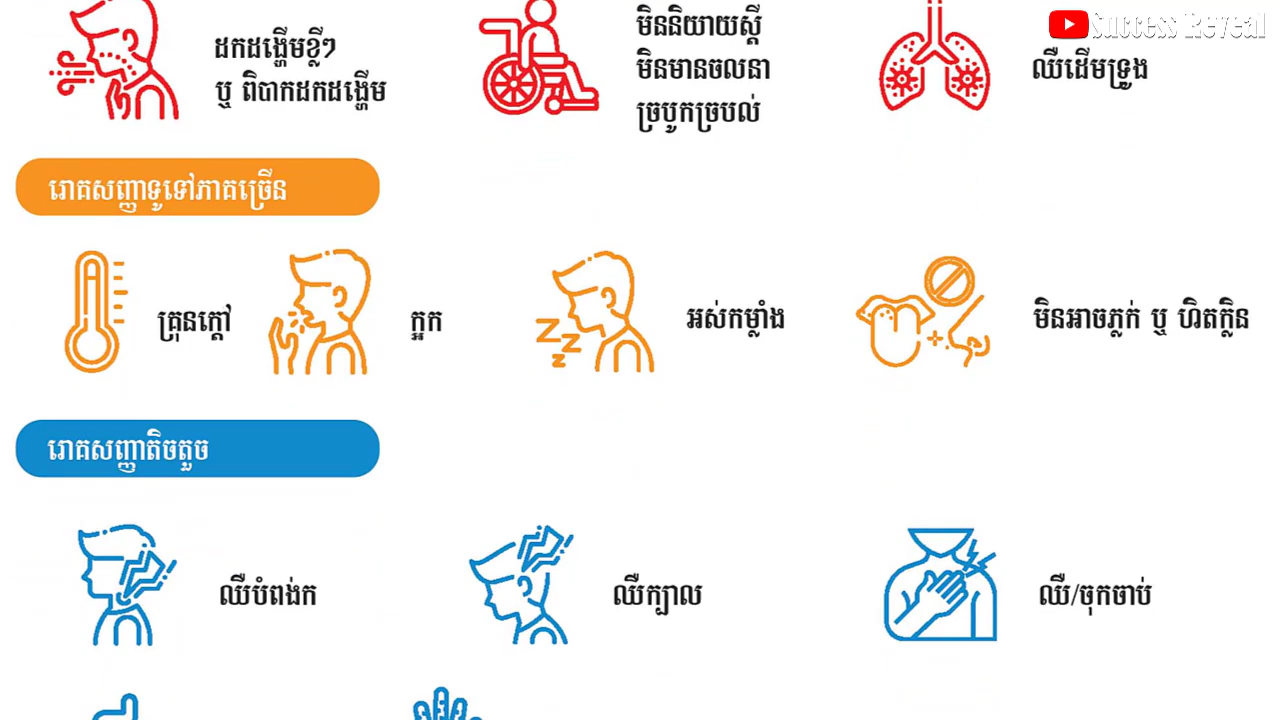 Success Reveal
ដកដង្ហើមខ្លីៗ
ឬ ពិបាកដកដង្ហើម
មិននិយាយស្ដី
មិនមានចលនា
ច្របូកច្របល់
ឈឺដើមទ្រូង
រោគសញ្ញាទូទៅភាគច្រើន
គ្រុនក្ដៅ
ក្អក
អស់កម្លាំង
មិនអាចភ្លក់ ឬ ហិតក្លិន
រោគសញ្ញាតិចតួច
ឈឺបំពង់ក
ឈឺក្បាល
ឈឺ/ចុកចាប់